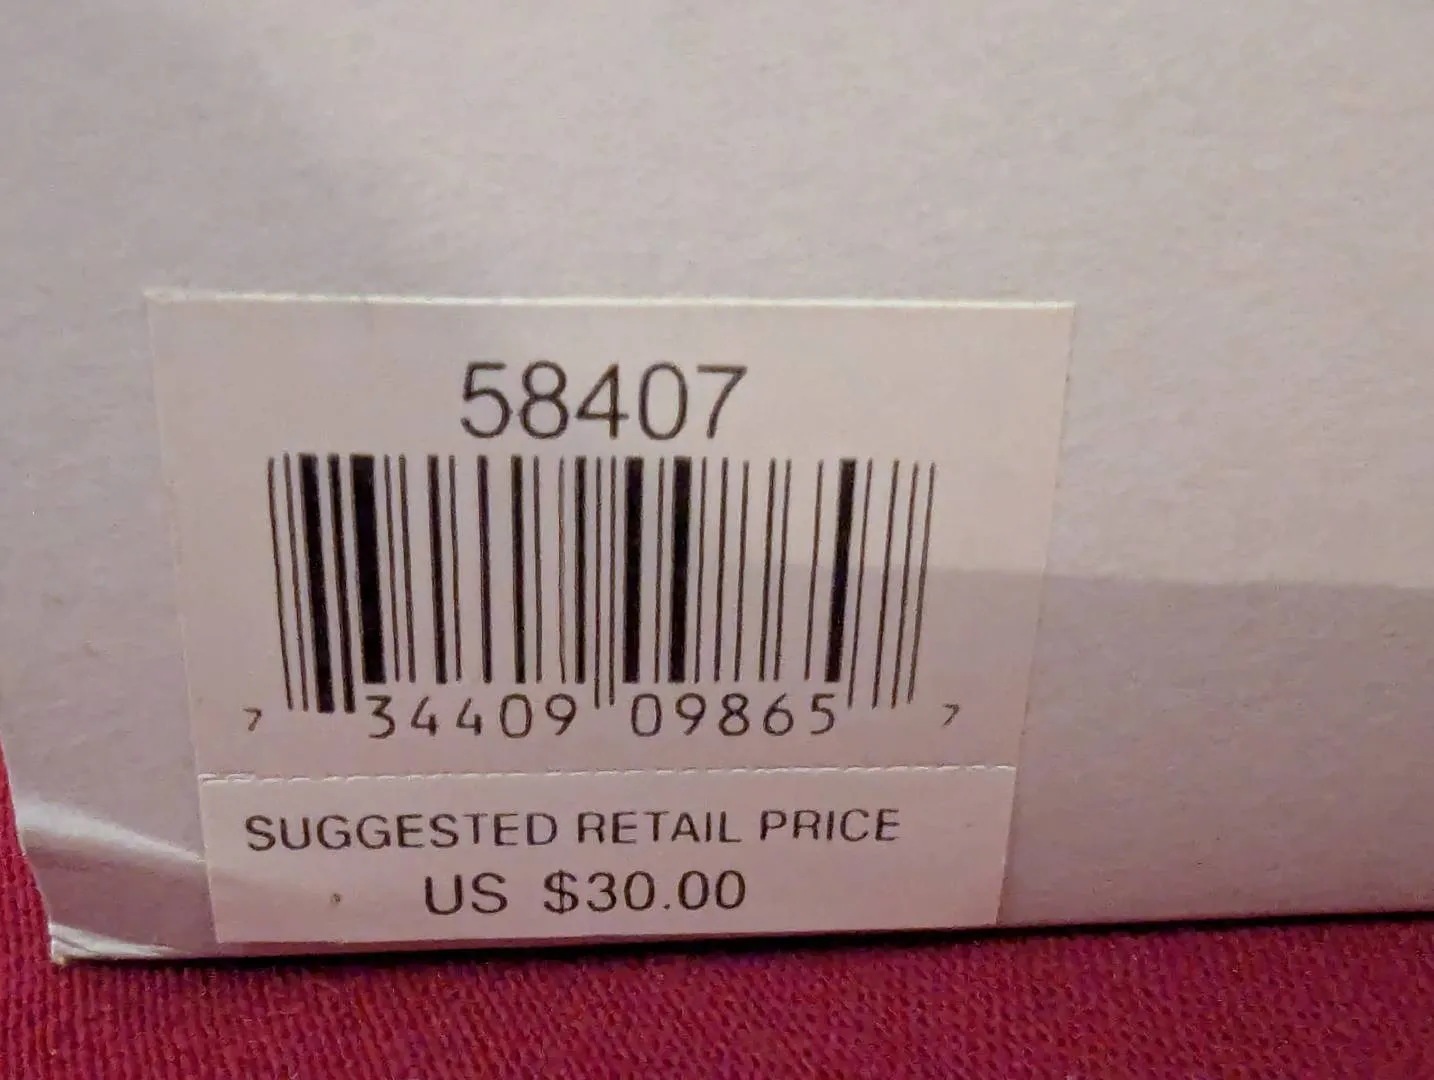 58407
7 34409 09865 7
SUGGESTED RETAIL PRICE
US $30.00